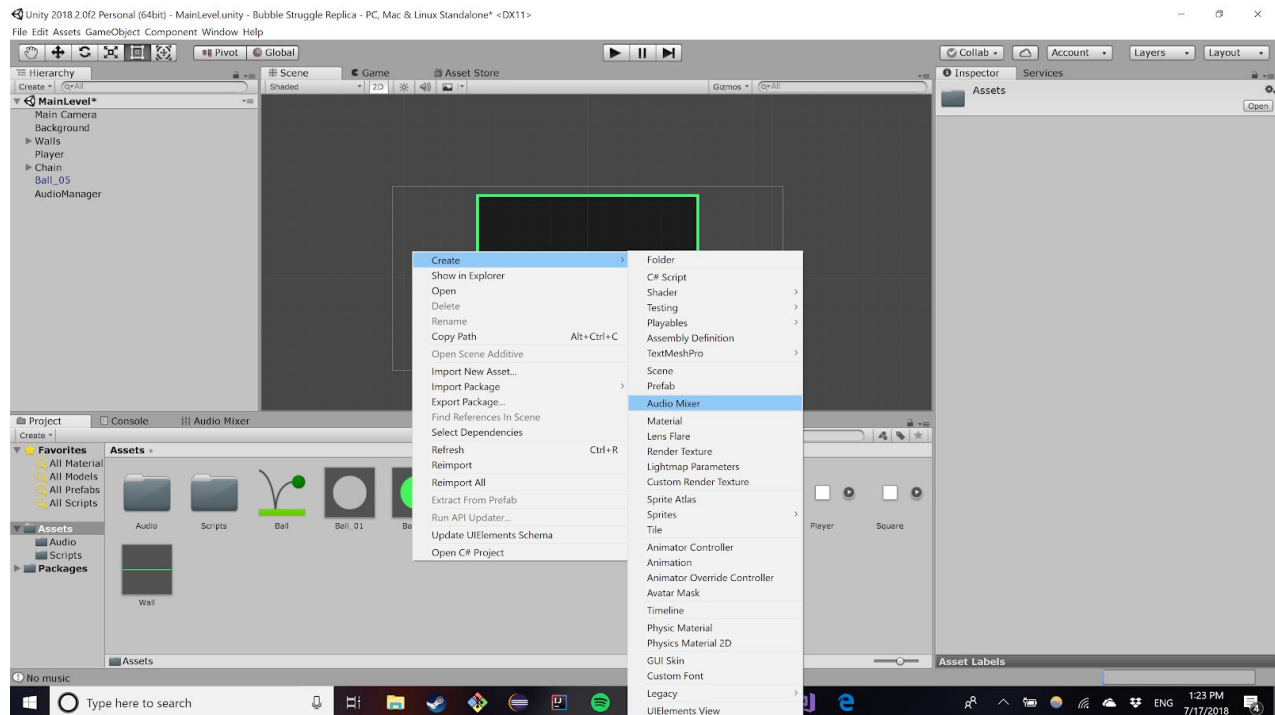 Unity 2018.2.0f2 Personal (64bit) - MainLevel.unity - Bubble Struggle Replica - PC, Mac & Linux Standalone* <DX11>
File Edit Assets GameObject Component Window Help
Pivot Global Collab Account Layers Layout
Hierarchy
Create All
MainLevel*
Main Camera
Background
Walls
Player
Chain
Ball_05
AudioManager
Scene Game Asset Store
Shaded 2D Gizmos All
Inspector Services
Assets
Open
Create
Show in Explorer
Open
Delete
Rename
Copy Path Alt+Ctrl+C
Open Scene Additive
Import New Asset...
Import Package
Export Package...
Find References In Scene
Select Dependencies
Refresh Ctrl+R
Reimport
Reimport All
Extract From Prefab
Run API Updater...
Update UIElements Schema
Open C# Project
Folder
C# Script
Shader
Testing
Playables
Assembly Definition
TextMeshPro
Scene
Prefab
Audio Mixer
Material
Lens Flare
Render Texture
Lightmap Parameters
Custom Render Texture
Sprite Atlas
Sprites
Tile
Animator Controller
Animation
Animator Override Controller
Avatar Mask
Timeline
Physic Material
Physics Material 2D
GUI Skin
Custom Font
Legacy
UIElements View
Project Console Audio Mixer
Create
Favorites
All Material
All Models
All Prefabs
All Scripts
Assets
Audio
Scripts
Packages
Assets
Audio Scripts Ball Ball_01 Ba Player Square
Wall
Assets
Asset Labels
No music
Type here to search
ENG
1:23 PM
7/17/2018